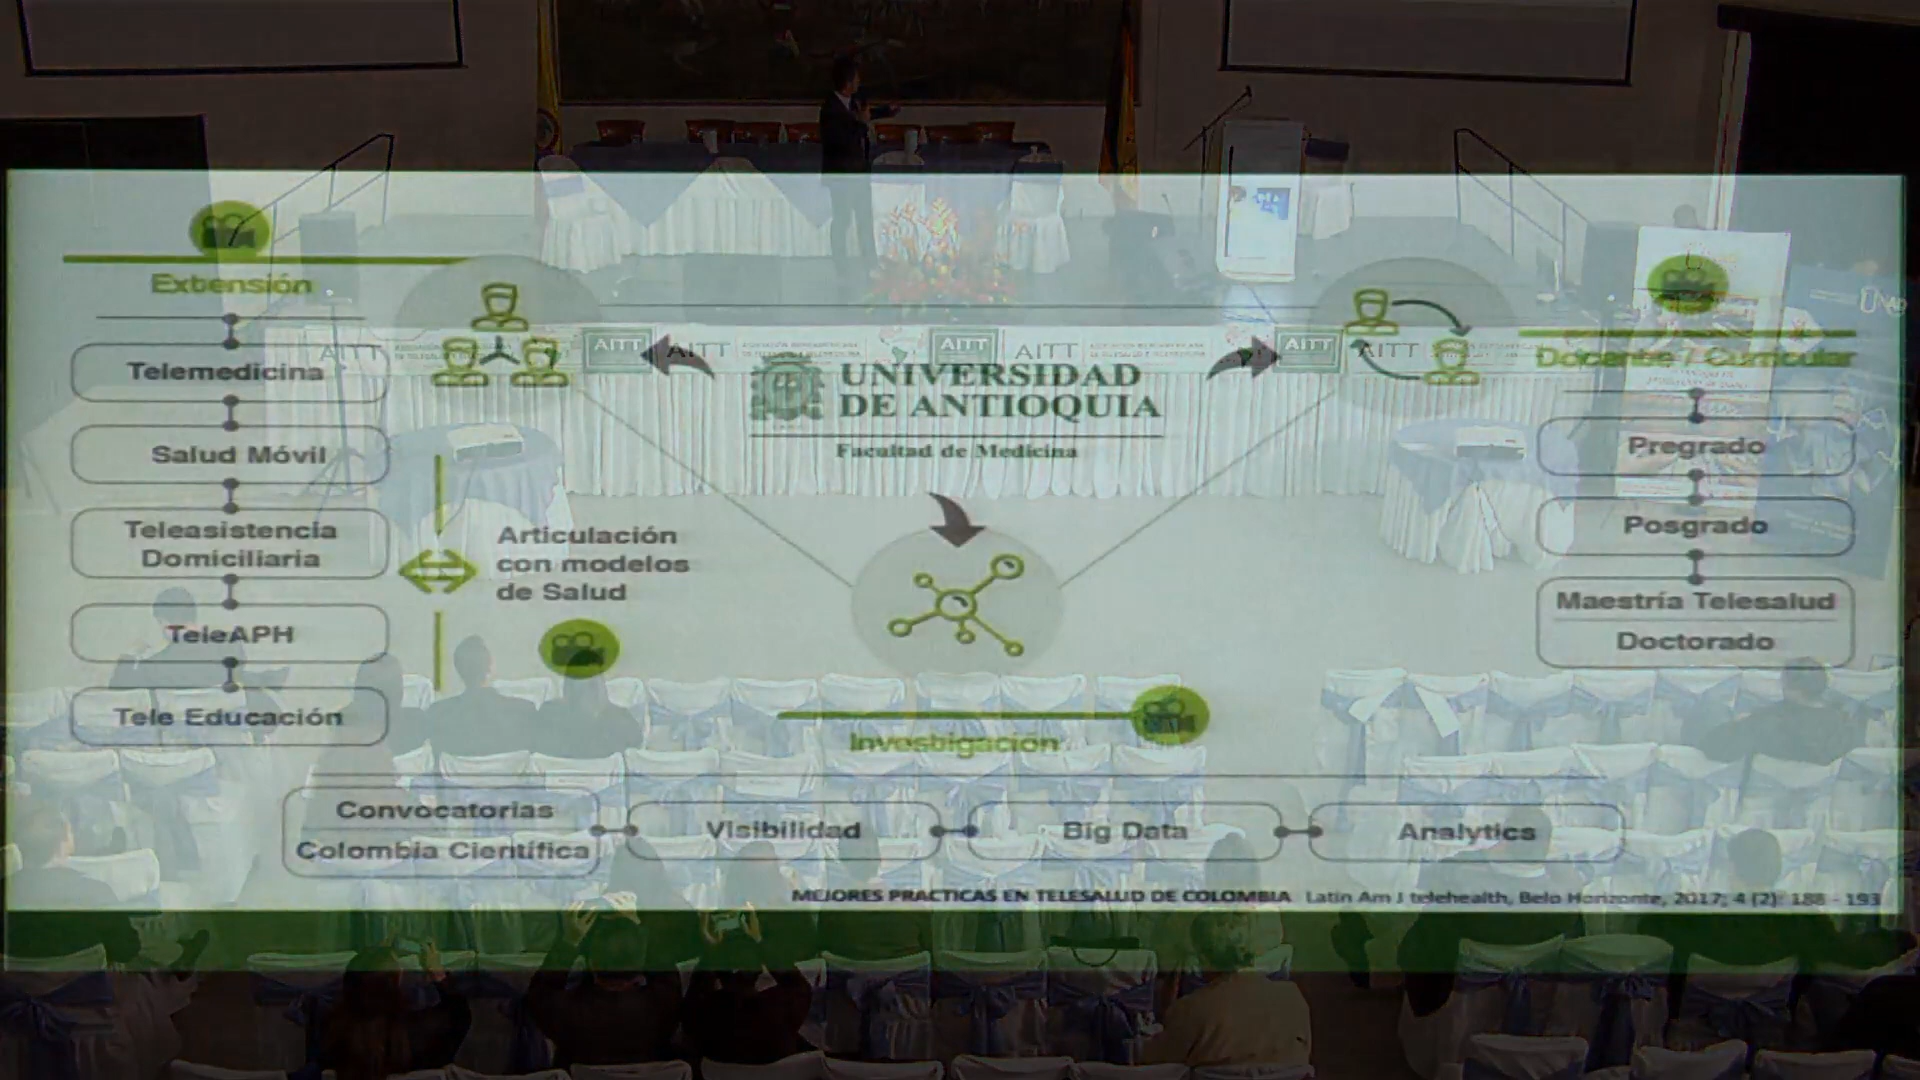 Extensión
Telemedicina
Salud Móvil
Teleasistencia
Domiciliaria
TeleAPH
Tele Educación
Articulación
con modelos
de Salud
AITT
AITT
AITT
AITT
AITT
AITT
UNIVERSIDAD
DE ANTIOQUIA
Facultad de Medicina
Docente / Curricular
Pregrado
Posgrado
Maestría Telesalud
Doctorado
Investigación
Convocatorias
Colombia Científica
Visibilidad
Big Data
Analytics
MEJORES PRACTICAS EN TELESALUD DE COLOMBIA Latin Am J telehealth, Belo Horizonte, 2017; 4 (2): 188 - 193